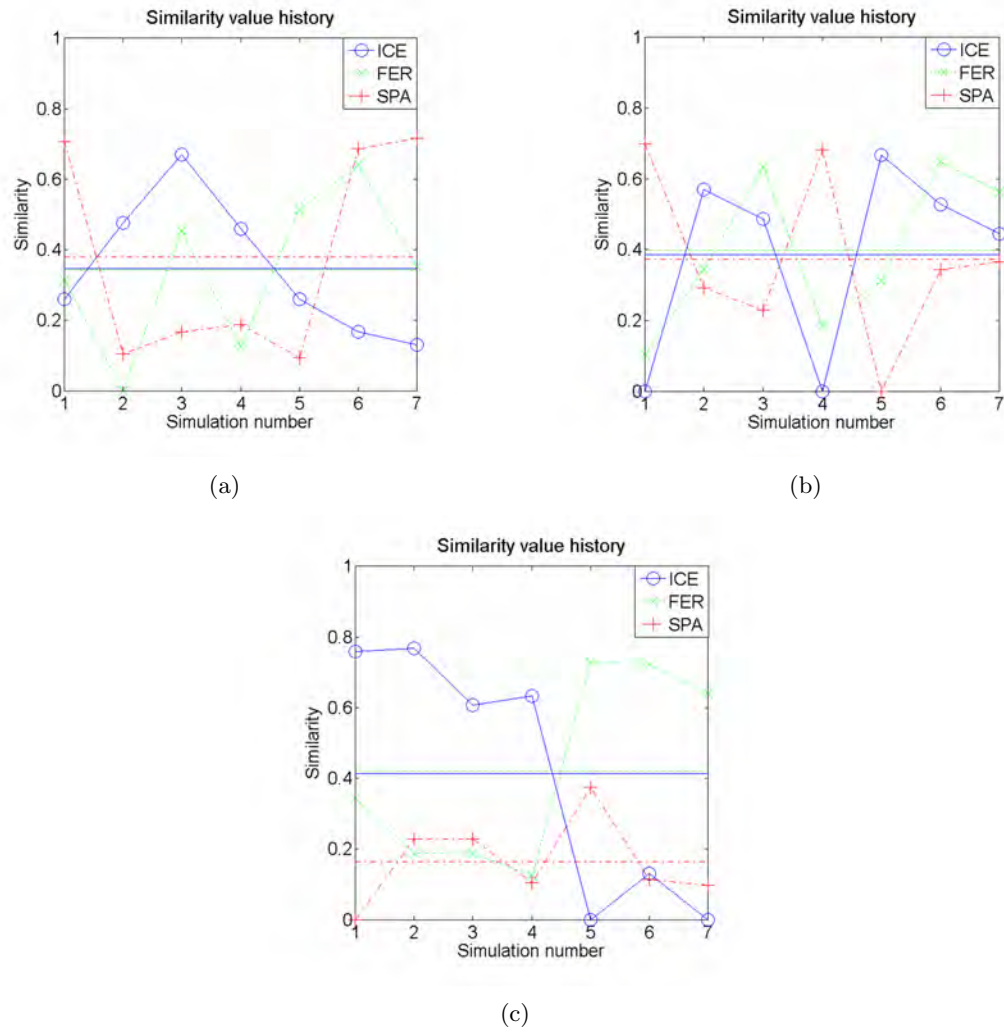 Similarity value history
1
0.8
0.6
0.4
0.2
0
Similarity
ICE
FER
SPA
1 2 3 4 5 6 7
Simulation number
(a)
Similarity value history
1
0.8
0.6
0.4
0.2
0
Similarity
ICE
FER
SPA
1 2 3 4 5 6 7
Simulation number
(b)
Similarity value history
1
0.8
0.6
0.4
0.2
0
Similarity
ICE
FER
SPA
1 2 3 4 5 6 7
Simulation number
(c)